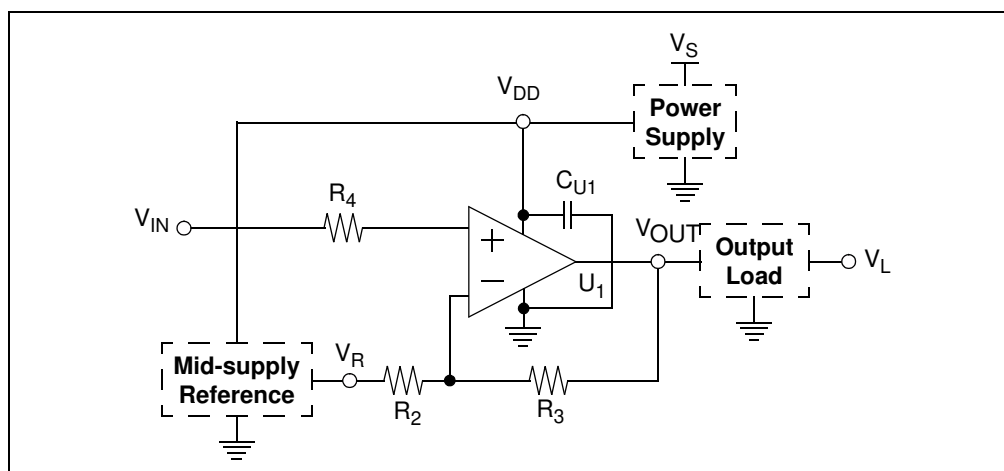 V_S
V_DD
Power
Supply
C_U1
R_4
V_IN
+
−
U_1
V_OUT
Output
Load
V_L
Mid-supply
Reference
V_R
R_2
R_3